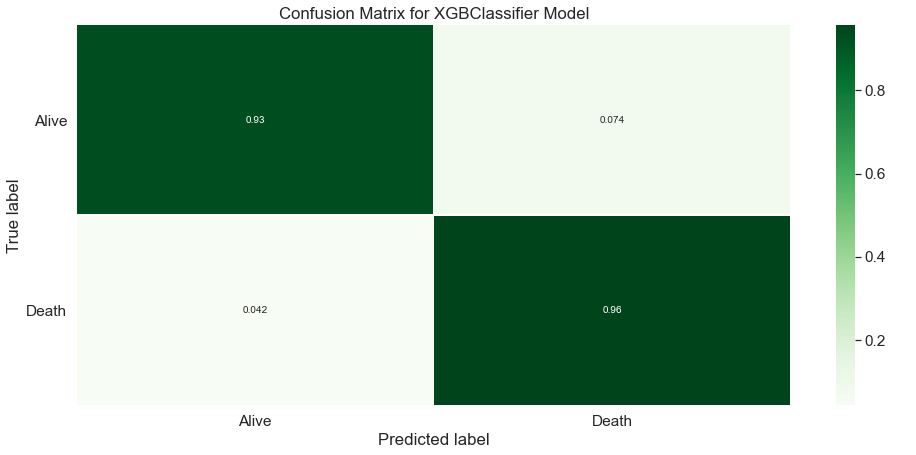 Confusion Matrix for XGBClassifier Model
True label
Alive
0.93
0.074
Death
0.042
0.96
Alive
Death
Predicted label
0.8
0.6
0.4
0.2